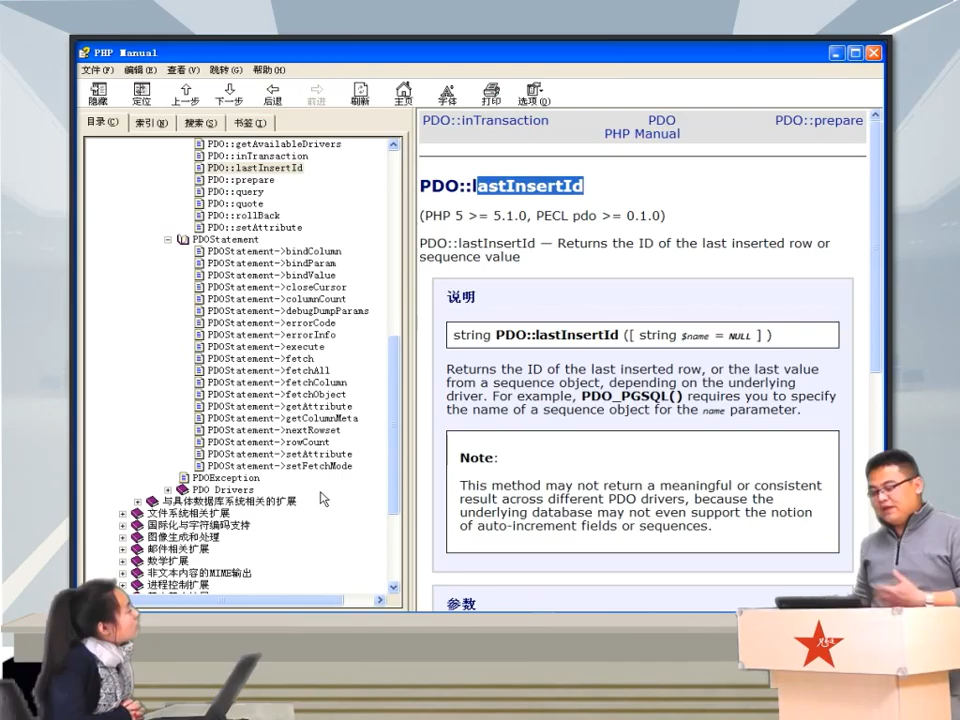 PHP Manual
文件(F) 编辑(E) 查看(V) 跳转(G) 帮助(H)
隐藏 定位 上一步 下一步 后退 前进 刷新 主页 字体 打印 选项(O)
目录(C) 索引(N) 搜索(S) 书签(I)
PDO::getAvailableDrivers
PDO::inTransaction
PDO::lastInsertId
PDO::prepare
PDO::query
PDO::quote
PDO::rollBack
PDO::setAttribute
PDOStatement
PDOStatement->bindColumn
PDOStatement->bindParam
PDOStatement->bindValue
PDOStatement->closeCursor
PDOStatement->columnCount
PDOStatement->debugDumpParams
PDOStatement->errorCode
PDOStatement->errorInfo
PDOStatement->execute
PDOStatement->fetch
PDOStatement->fetchAll
PDOStatement->fetchColumn
PDOStatement->fetchObject
PDOStatement->getAttribute
PDOStatement->getColumnMeta
PDOStatement->nextRowset
PDOStatement->rowCount
PDOStatement->setAttribute
PDOStatement->setFetchMode
PDOException
PDO Drivers
与具体数据库系统相关的扩展
文件系统相关扩展
国际化与字符编码支持
图像生成和处理
邮件相关扩展
数学扩展
非文本内容的MIME输出
进程控制扩展
PDO::inTransaction PDO PDO::prepare
PHP Manual
PDO::lastInsertId
(PHP 5 >= 5.1.0, PECL pdo >= 0.1.0)
PDO::lastInsertId — Returns the ID of the last inserted row or
sequence value
说明
string PDO::lastInsertId ([ string $name = NULL ] )
Returns the ID of the last inserted row, or the last value
from a sequence object, depending on the underlying
driver. For example, PDO_PGSQL() requires you to specify
the name of a sequence object for the name parameter.
Note:
This method may not return a meaningful or consistent
result across different PDO drivers, because the
underlying database may not even support the notion
of auto-increment fields or sequences.
参数